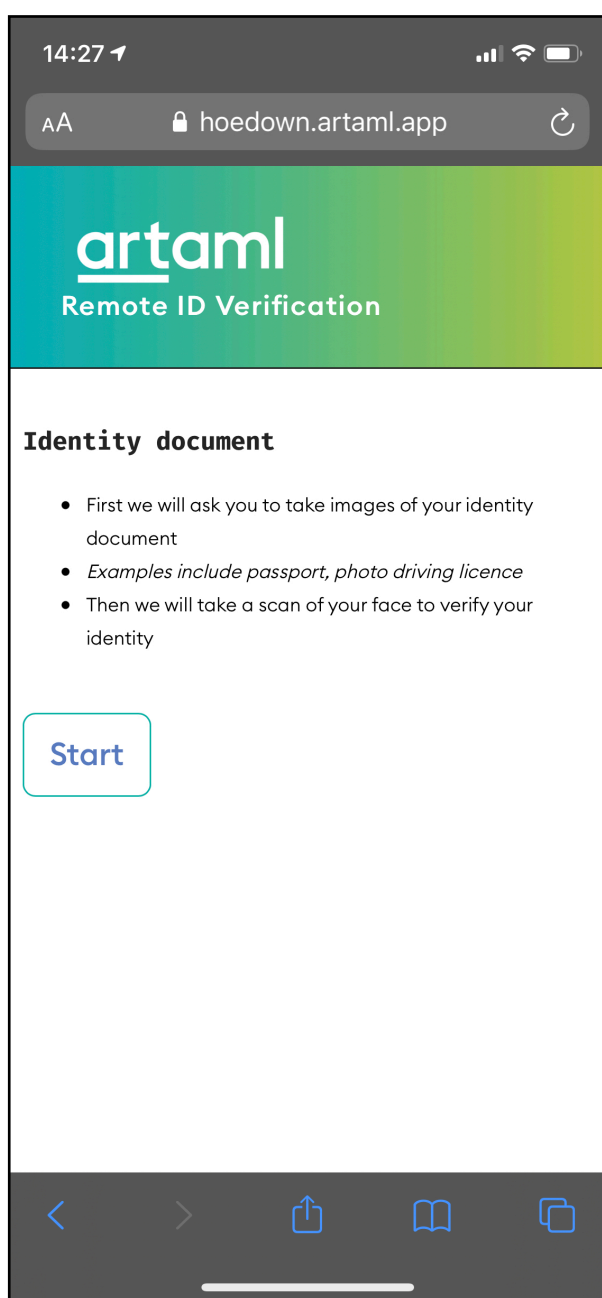 14:27
AA hoedown.artaml.app
artaml
Remote ID Verification
Identity document
First we will ask you to take images of your identity
document
Examples include passport, photo driving licence
Then we will take a scan of your face to verify your
identity
Start